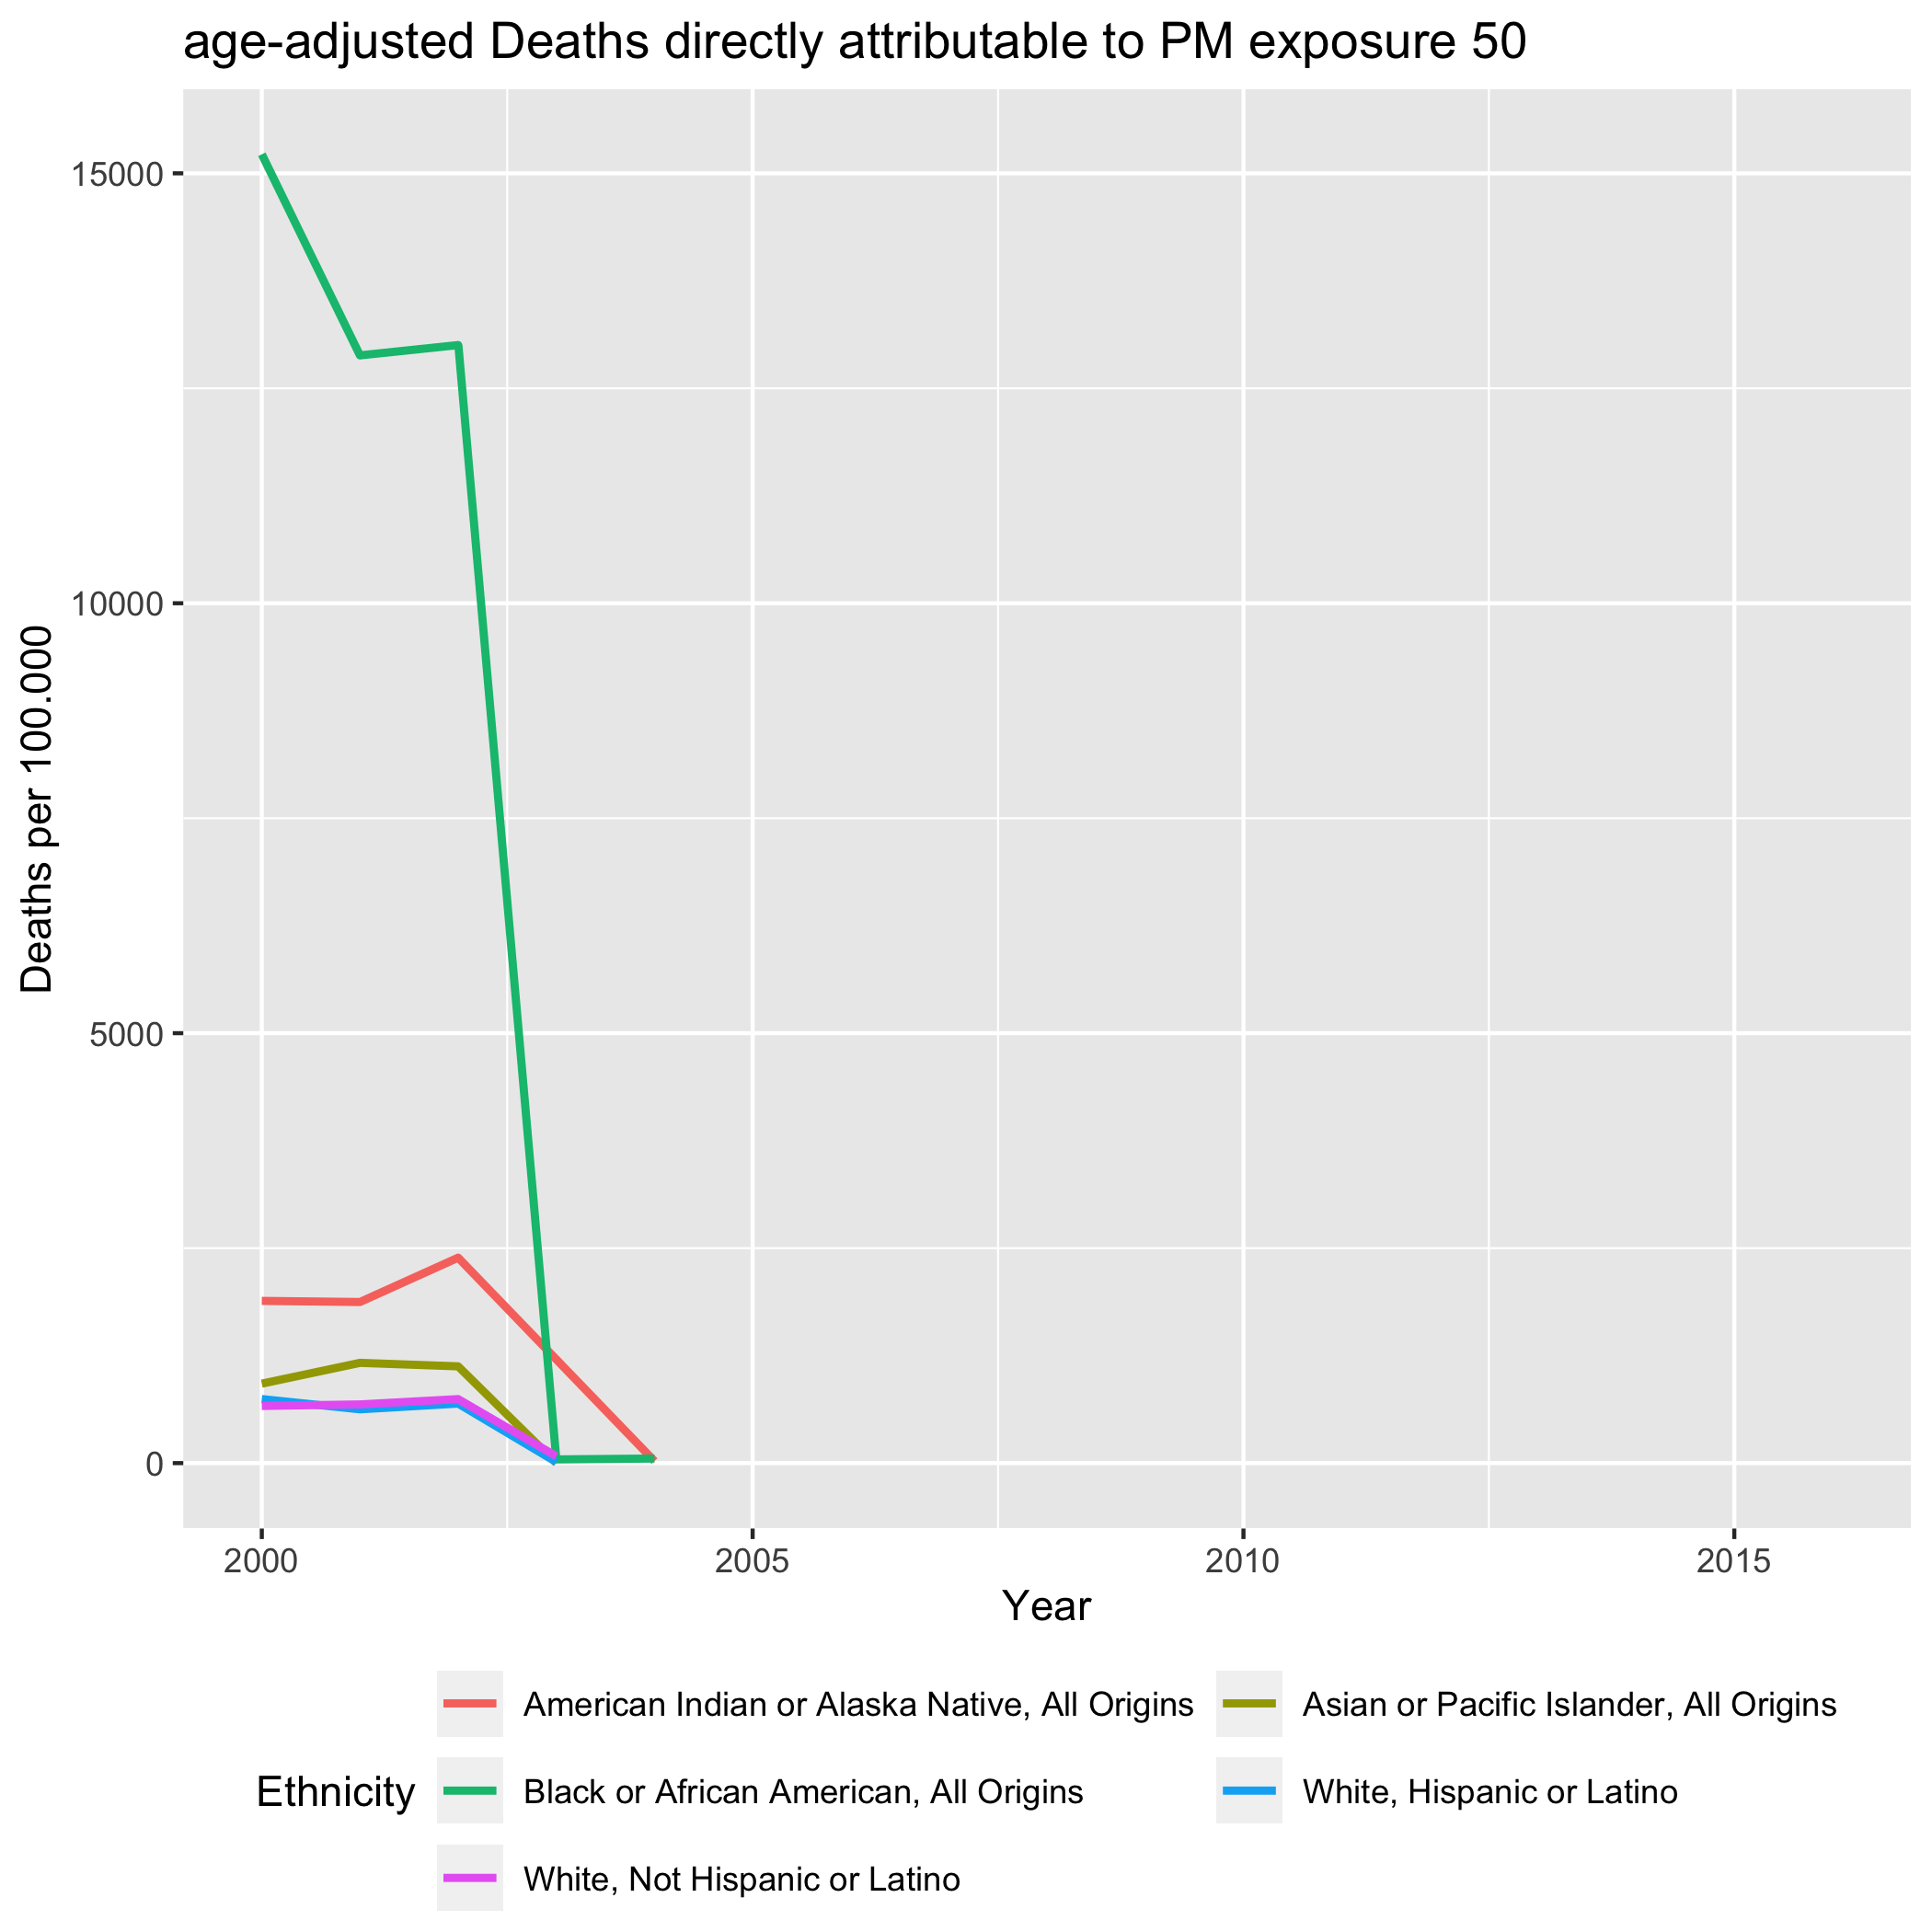 age-adjusted Deaths directly attributable to PM exposure 50
Deaths per 100.000
15000
10000
5000
0
2000 2005 2010 2015
Year
Ethnicity
American Indian or Alaska Native, All Origins
Asian or Pacific Islander, All Origins
Black or African American, All Origins
White, Hispanic or Latino
White, Not Hispanic or Latino